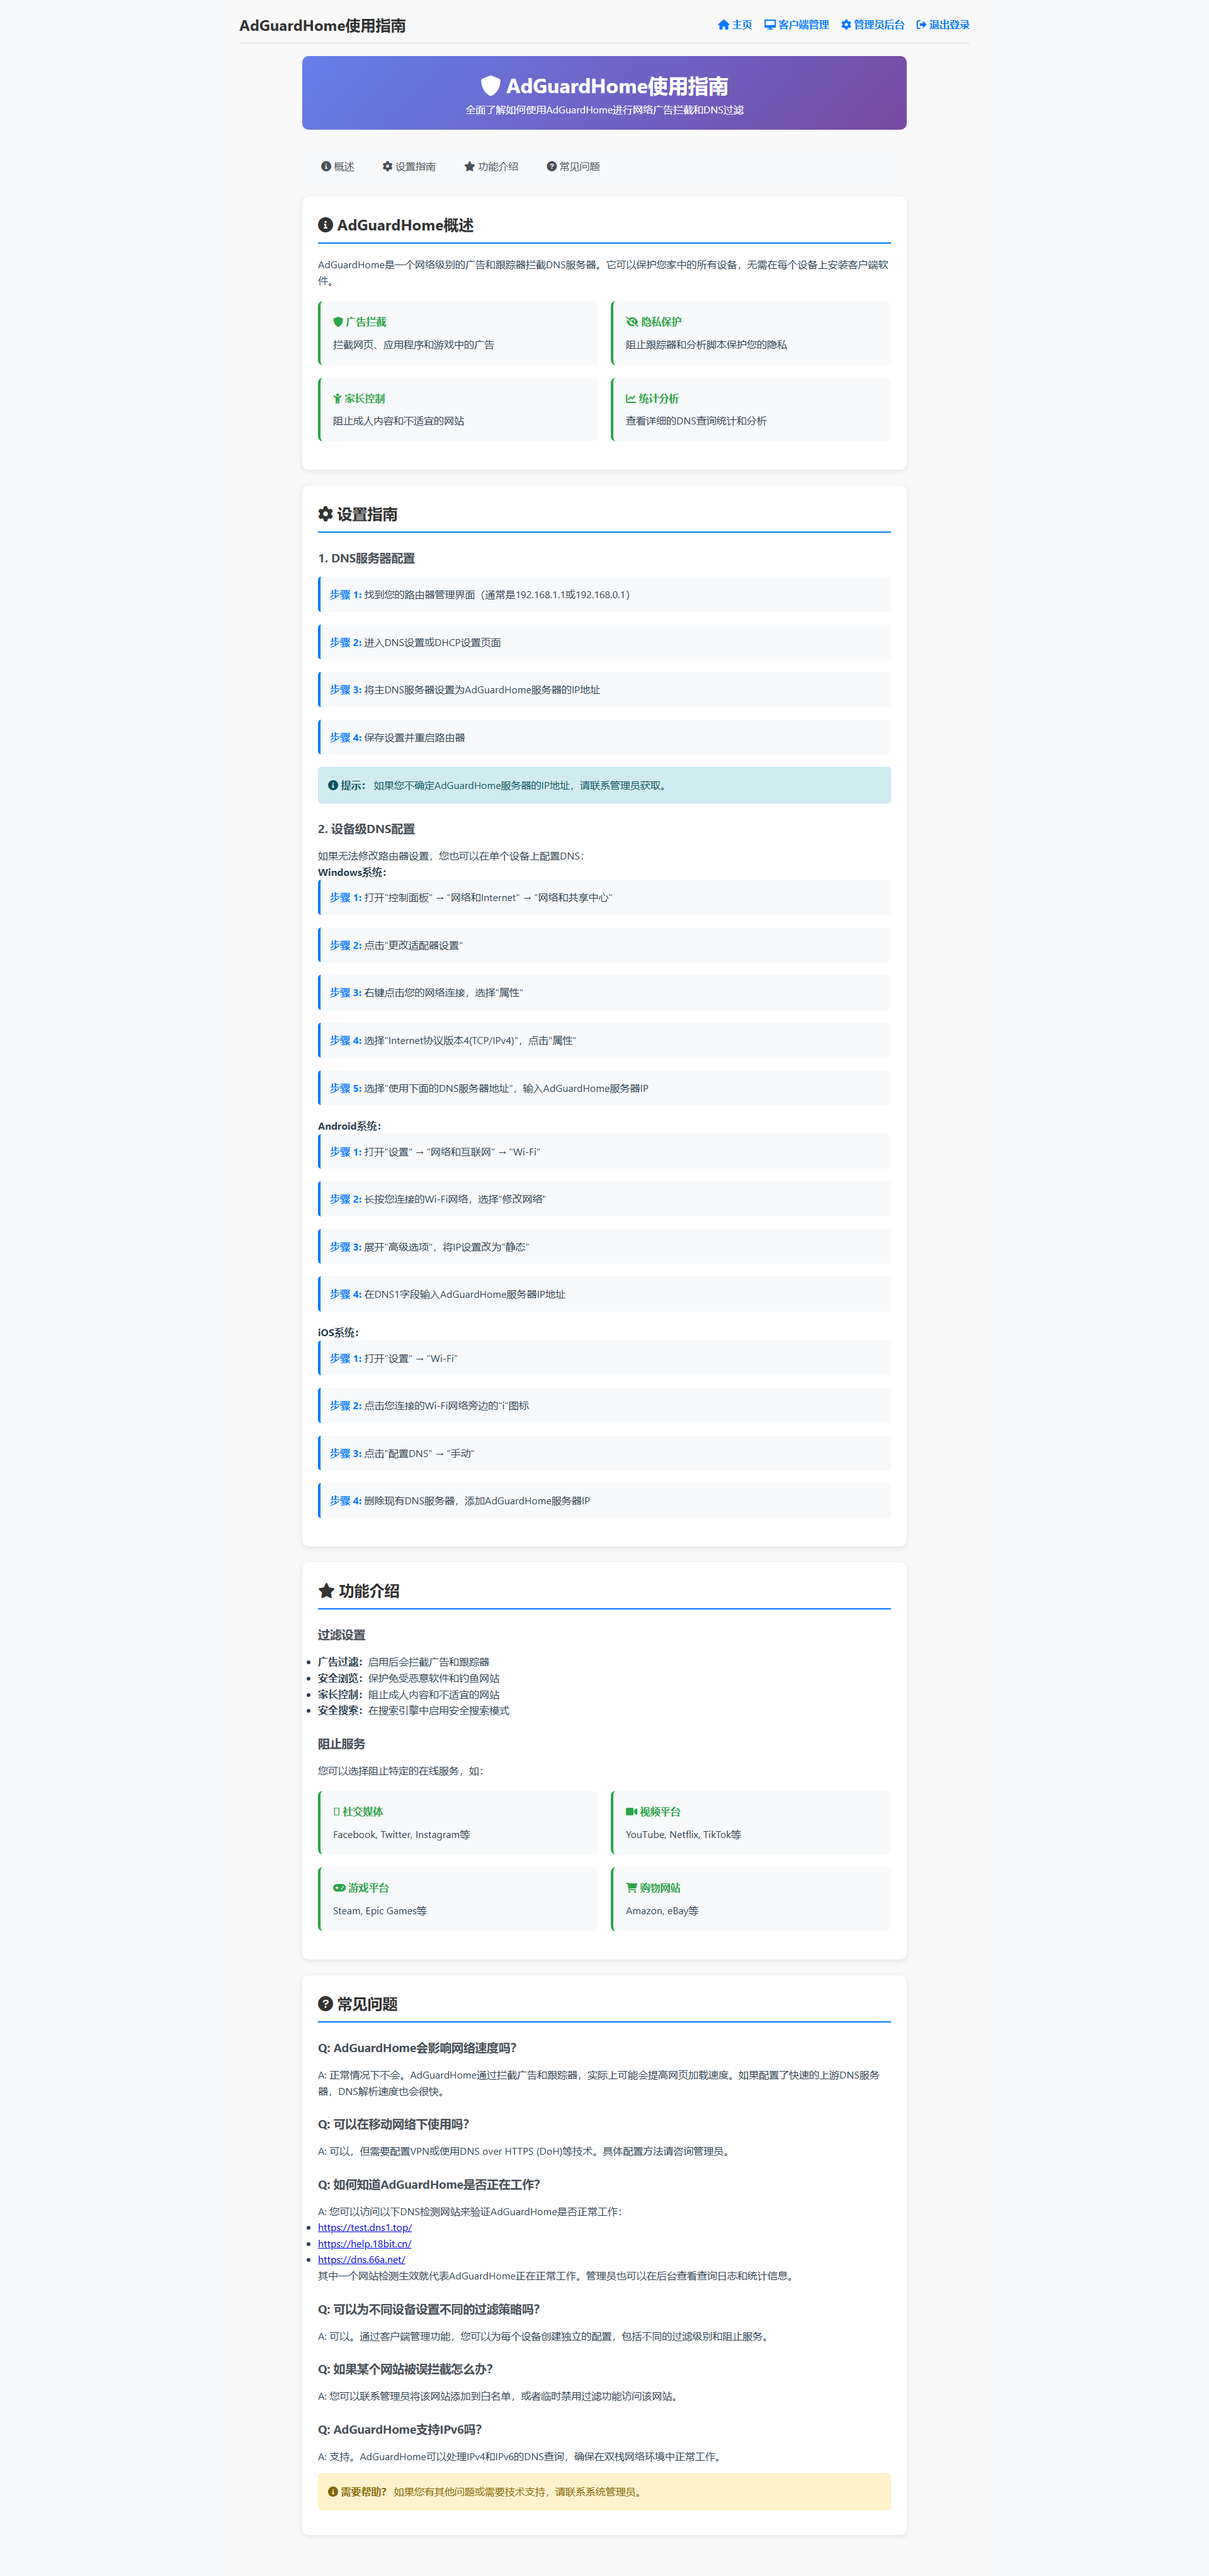 AdGuardHome使用指南
主页 客户端管理 管理员后台 退出登录
AdGuardHome使用指南
全面了解如何使用AdGuardHome进行网络广告拦截和DNS过滤
概述 设置指南 功能介绍 常见问题
AdGuardHome概述
AdGuardHome是一个网络级别的广告和跟踪器拦截DNS服务器。它可以保护您家中的所有设备，无需在每个设备上安装客户端软
件。
广告拦截
拦截网页、应用程序和游戏中的广告
隐私保护
阻止跟踪器和分析脚本保护您的隐私
家长控制
阻止成人内容和不适宜的网站
统计分析
查看详细的DNS查询统计和分析
设置指南
1. DNS服务器配置
步骤 1: 找到您的路由器管理界面（通常是192.168.1.1或192.168.0.1）
步骤 2: 进入DNS设置或DHCP设置页面
步骤 3: 将主DNS服务器设置为AdGuardHome服务器的IP地址
步骤 4: 保存设置并重启路由器
提示： 如果您不确定AdGuardHome服务器的IP地址，请联系管理员获取。
2. 设备级DNS配置
如果无法修改路由器设置，您也可以在单个设备上配置DNS：
Windows系统：
步骤 1: 打开"控制面板" → "网络和Internet" → "网络和共享中心"
步骤 2: 点击"更改适配器设置"
步骤 3: 右键点击您的网络连接，选择"属性"
步骤 4: 选择"Internet协议版本4(TCP/IPv4)"，点击"属性"
步骤 5: 选择"使用下面的DNS服务器地址"，输入AdGuardHome服务器IP
Android系统：
步骤 1: 打开"设置" → "网络和互联网" → "Wi-Fi"
步骤 2: 长按您连接的Wi-Fi网络，选择"修改网络"
步骤 3: 展开"高级选项"，将IP设置改为"静态"
步骤 4: 在DNS1字段输入AdGuardHome服务器IP地址
iOS系统：
步骤 1: 打开"设置" → "Wi-Fi"
步骤 2: 点击您连接的Wi-Fi网络旁边的"i"图标
步骤 3: 点击"配置DNS" → "手动"
步骤 4: 删除现有DNS服务器，添加AdGuardHome服务器IP
功能介绍
过滤设置
广告过滤：启用后会拦截广告和跟踪器
安全浏览：保护免受恶意软件和钓鱼网站
家长控制：阻止成人内容和不适宜的网站
安全搜索：在搜索引擎中启用安全搜索模式
阻止服务
您可以选择阻止特定的在线服务，如：
社交媒体
Facebook, Twitter, Instagram等
视频平台
YouTube, Netflix, TikTok等
游戏平台
Steam, Epic Games等
购物网站
Amazon, eBay等
常见问题
Q: AdGuardHome会影响网络速度吗？
A: 正常情况下不会。AdGuardHome通过拦截广告和跟踪器，实际上可能会提高网页加载速度。如果配置了快速的上游DNS服务
器，DNS解析速度也会很快。
Q: 可以在移动网络下使用吗？
A: 可以，但需要配置VPN或使用DNS over HTTPS (DoH)等技术。具体配置方法请咨询管理员。
Q: 如何知道AdGuardHome是否正在工作？
A: 您可以访问以下DNS检测网站来验证AdGuardHome是否正常工作：
https://test.dns1.top/
https://help.18bit.cn/
https://dns.66a.net/
其中一个网站检测生效就代表AdGuardHome正在正常工作。管理员也可以在后台查看查询日志和统计信息。
Q: 可以为不同设备设置不同的过滤策略吗？
A: 可以。通过客户端管理功能，您可以为每个设备创建独立的配置，包括不同的过滤级别和阻止服务。
Q: 如果某个网站被误拦截怎么办？
A: 您可以联系管理员将该网站添加到白名单，或者临时禁用过滤功能访问该网站。
Q: AdGuardHome支持IPv6吗？
A: 支持。AdGuardHome可以处理IPv4和IPv6的DNS查询，确保在双栈网络环境中正常工作。
需要帮助？ 如果您有其他问题或需要技术支持，请联系系统管理员。